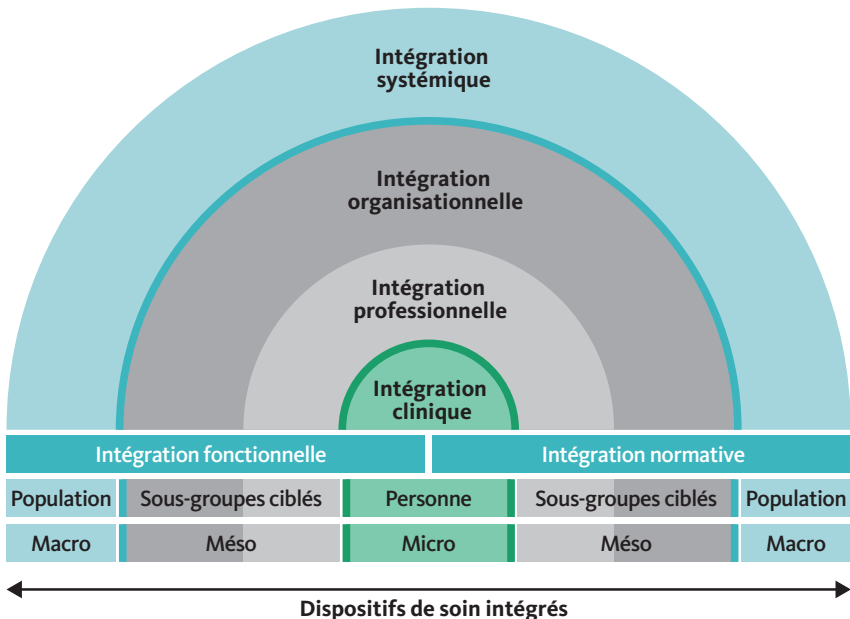 Intégration
systémique
Intégration
organisationnelle
Intégration
professionnelle
Intégration
clinique
Intégration fonctionnelle
Intégration normative
Population
Sous-groupes ciblés
Personne
Sous-groupes ciblés
Population
Macro
Méso
Micro
Méso
Macro
Dispositifs de soin intégrés